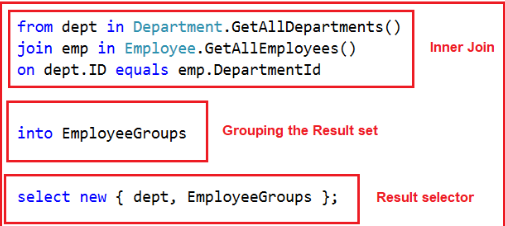 from dept in Department.GetAllDepartments()
join emp in Employee.GetAllEmployees()
on dept.ID equals emp.DepartmentId
Inner Join
into EmployeeGroups
Grouping the Result set
select new { dept, EmployeeGroups };
Result selector